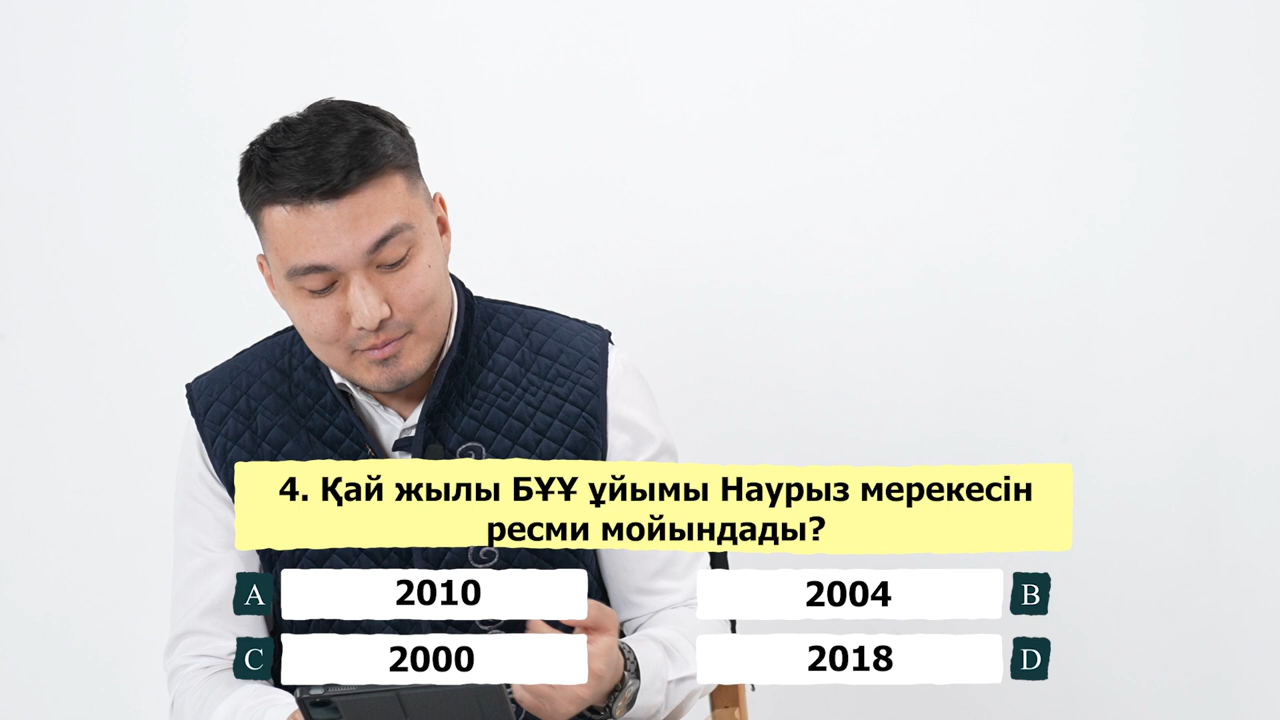 4. Қай жылы БҰҰ ұйымы Наурыз мерекесін
ресми мойындады?
A 2010
2004 B
C 2000
2018 D